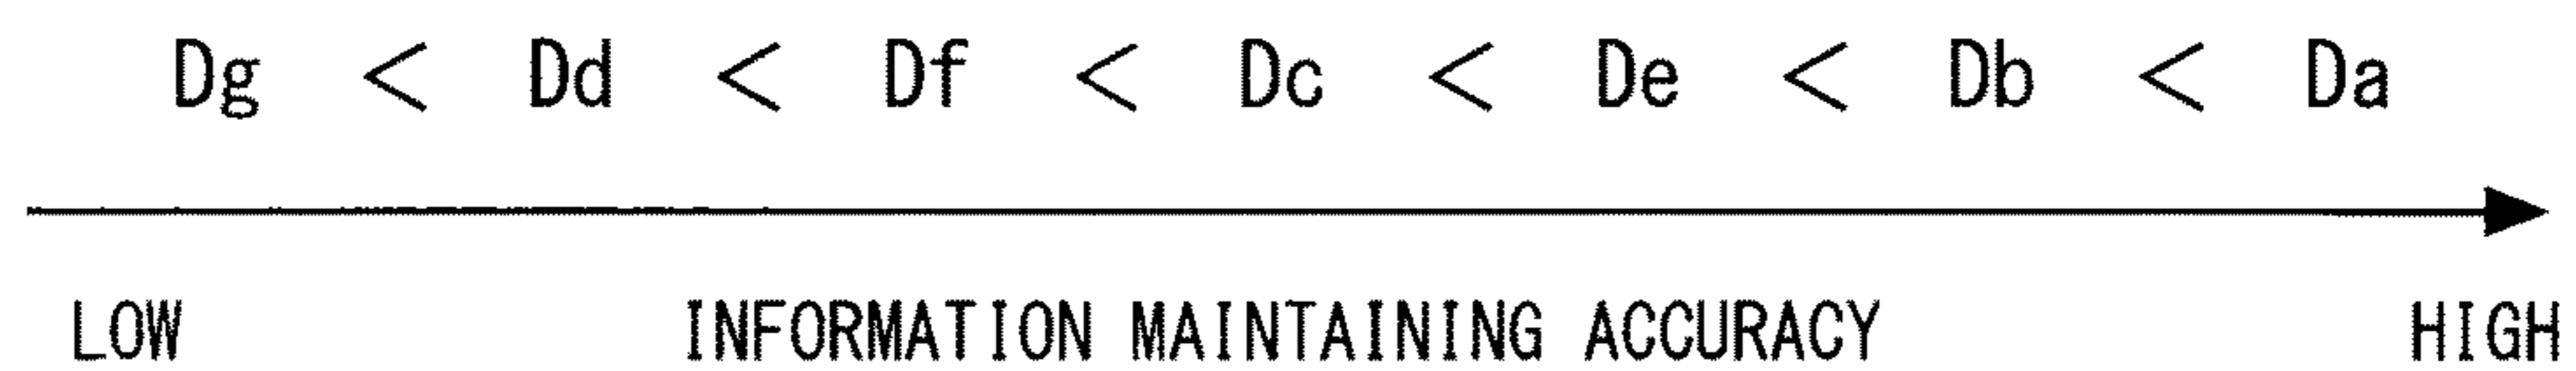 Dg < Dd < Df < Dc < De < Db < Da
LOW INFORMATION MAINTAINING ACCURACY HIGH